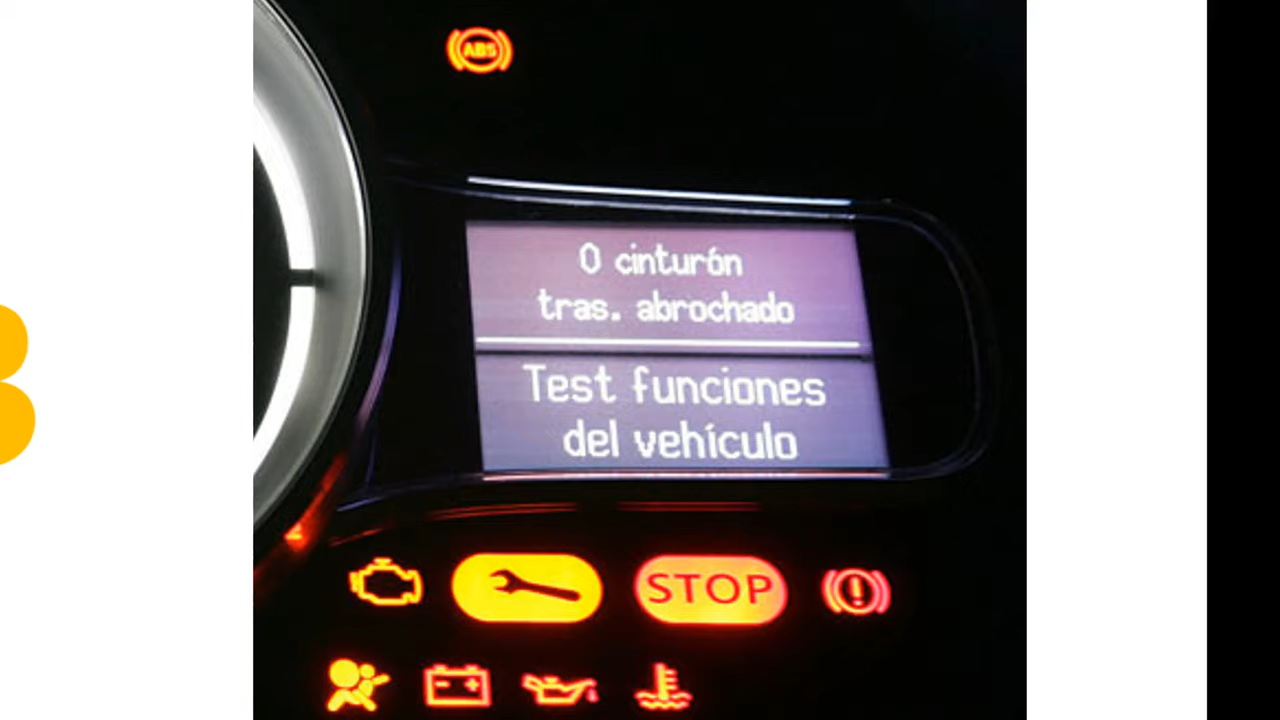 ABS
0 cinturón
tras. abrochado
Test funciones
del vehículo
STOP